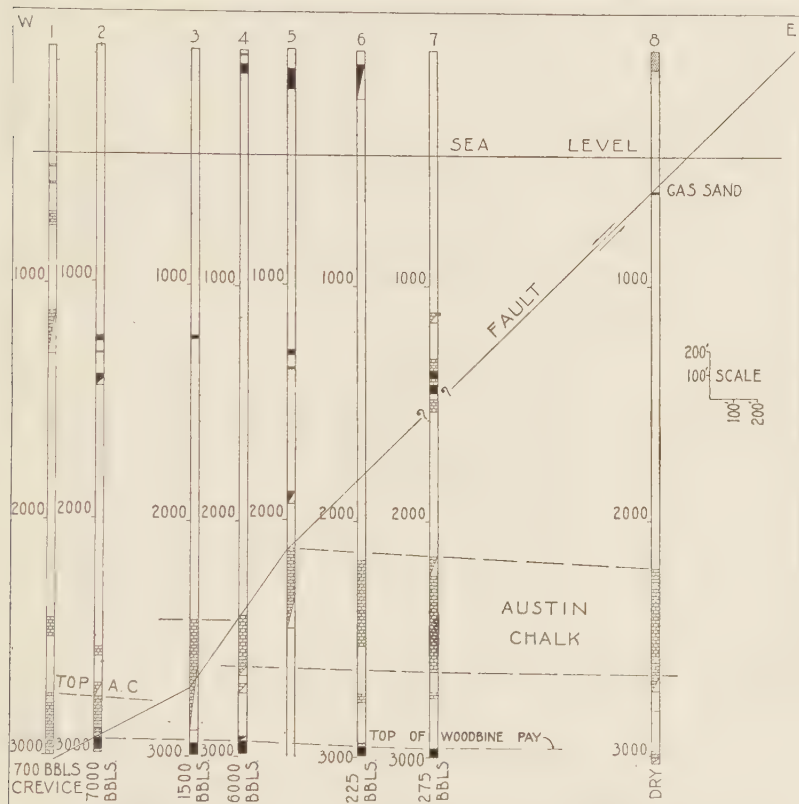 W
E
1 2 3 4 5 6 7 8
SEA LEVEL
GAS SAND
1000 1000 1000 1000 1000 1000 1000
FAULT
200'
100' SCALE
100' 200'
? ?
2000 2000 2000 2000 2000 2000 2000
AUSTIN
CHALK
TOP A.C
TOP OF WOODBINE PAY
3000 3000 3000 3000 3000 3000
700 BBLS
CREVICE
7000
BBLS.
1500
BBLS
6000
BBLS.
225
BBLS.
275
BBLS
DRY